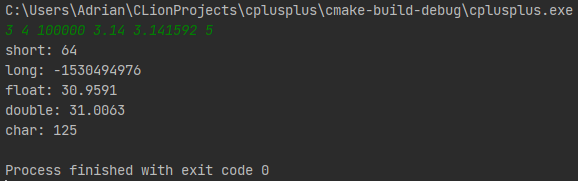 C:\Users\Adrian\CLionProjects\cplusplus\cmake-build-debug\cplusplus.exe
3 4 100000 3.14 3.141592 5
short: 64
long: -1530494976
float: 30.9591
double: 31.0063
char: 125
Process finished with exit code 0